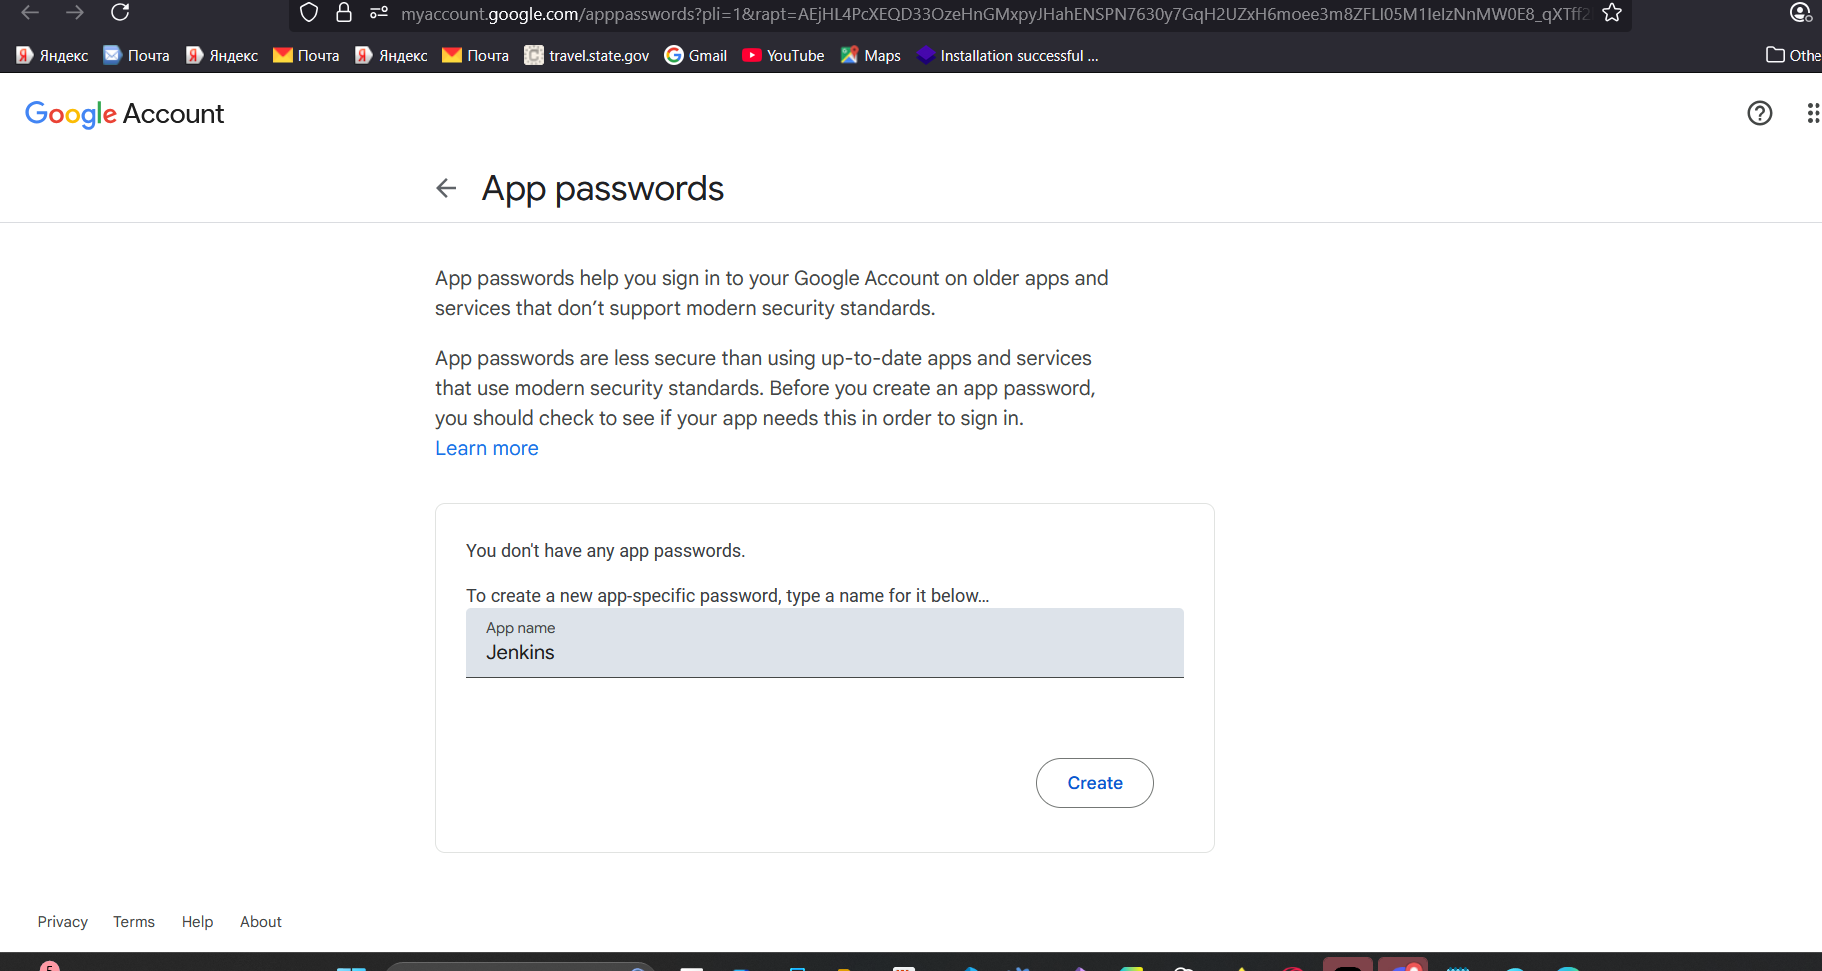 myaccount.google.com/apppasswords?pli=1&rapt=AEjHL4PcXEQD33OzeHnGMxpyJHahENSPN7630y7GqH2UZxH6moee3m8ZFLl05M1IeIzNnMW0E8_qXTff2
Яндекс Почта Яндекс Почта Яндекс Почта travel.state.gov Gmail YouTube Maps Installation successful ... Othe
Google Account
App passwords
App passwords help you sign in to your Google Account on older apps and
services that don’t support modern security standards.
App passwords are less secure than using up-to-date apps and services
that use modern security standards. Before you create an app password,
you should check to see if your app needs this in order to sign in.
Learn more
You don't have any app passwords.
To create a new app-specific password, type a name for it below...
App name
Jenkins
Create
Privacy Terms Help About
5